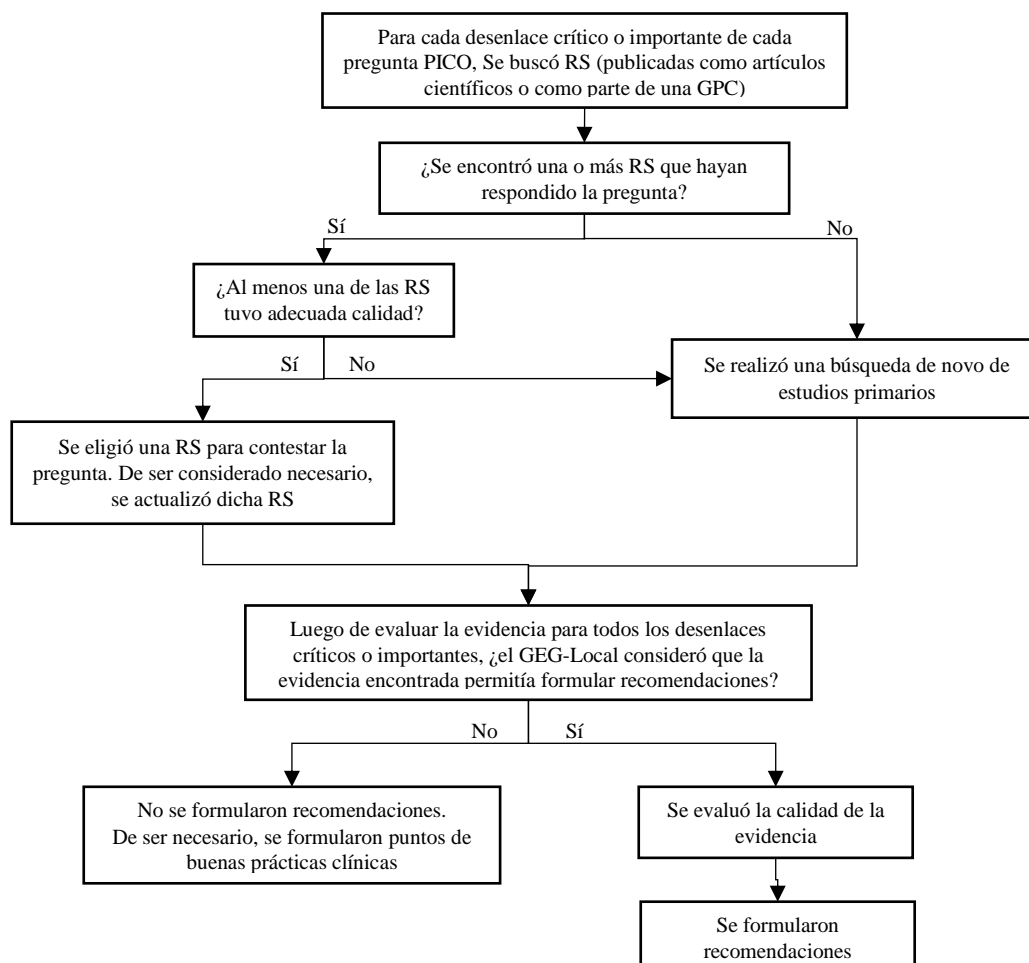 Para cada desenlace crítico o importante de cada
pregunta PICO, Se buscó RS (publicadas como artículos
científicos o como parte de una GPC)
¿Se encontró una o más RS que hayan
respondido la pregunta?
Sí
No
¿Al menos una de las RS
tuvo adecuada calidad?
Sí
No
Se realizó una búsqueda de novo de
estudios primarios
Se eligió una RS para contestar la
pregunta. De ser considerado necesario,
se actualizó dicha RS
Luego de evaluar la evidencia para todos los desenlaces
críticos o importantes, ¿el GEG-Local consideró que la
evidencia encontrada permitía formular recomendaciones?
No
Sí
No se formularon recomendaciones.
De ser necesario, se formularon puntos de
buenas prácticas clínicas
Se evaluó la calidad de la
evidencia
Se formularon
recomendaciones